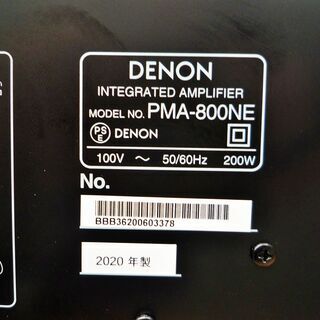 DENON
INTEGRATED AMPLIFIER
MODEL NO. PMA-800NE
PS
E DENON
100V ～ 50/60Hz 200W
No.
BBB36200603378
2020 年製